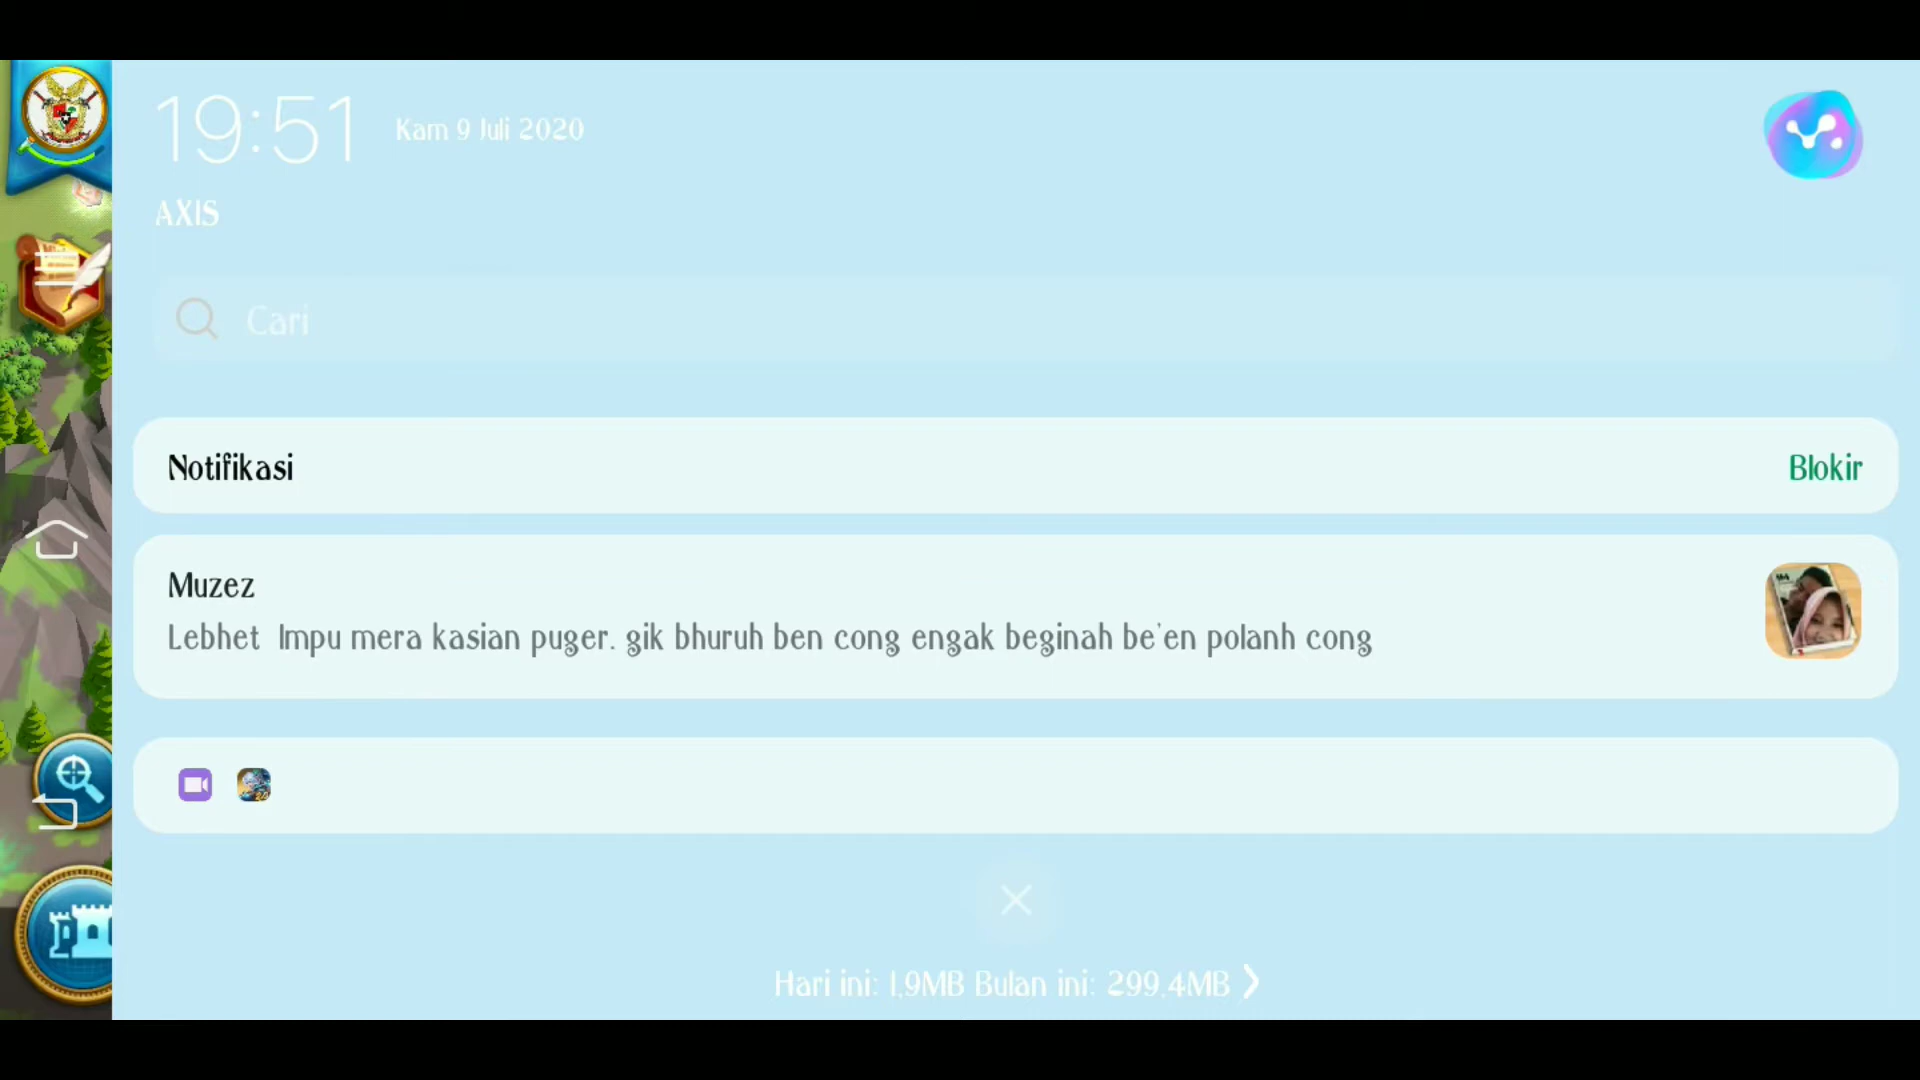 19:51
Kam 9 Juli 2020
AXIS
Cari
Notifikasi
Blokir
Muzez
Lebhet Impu mera kasian puger. gik bhuruh ben cong engak beginah be'en polanh cong
Hari ini: 1,9MB Bulan ini: 299,4MB